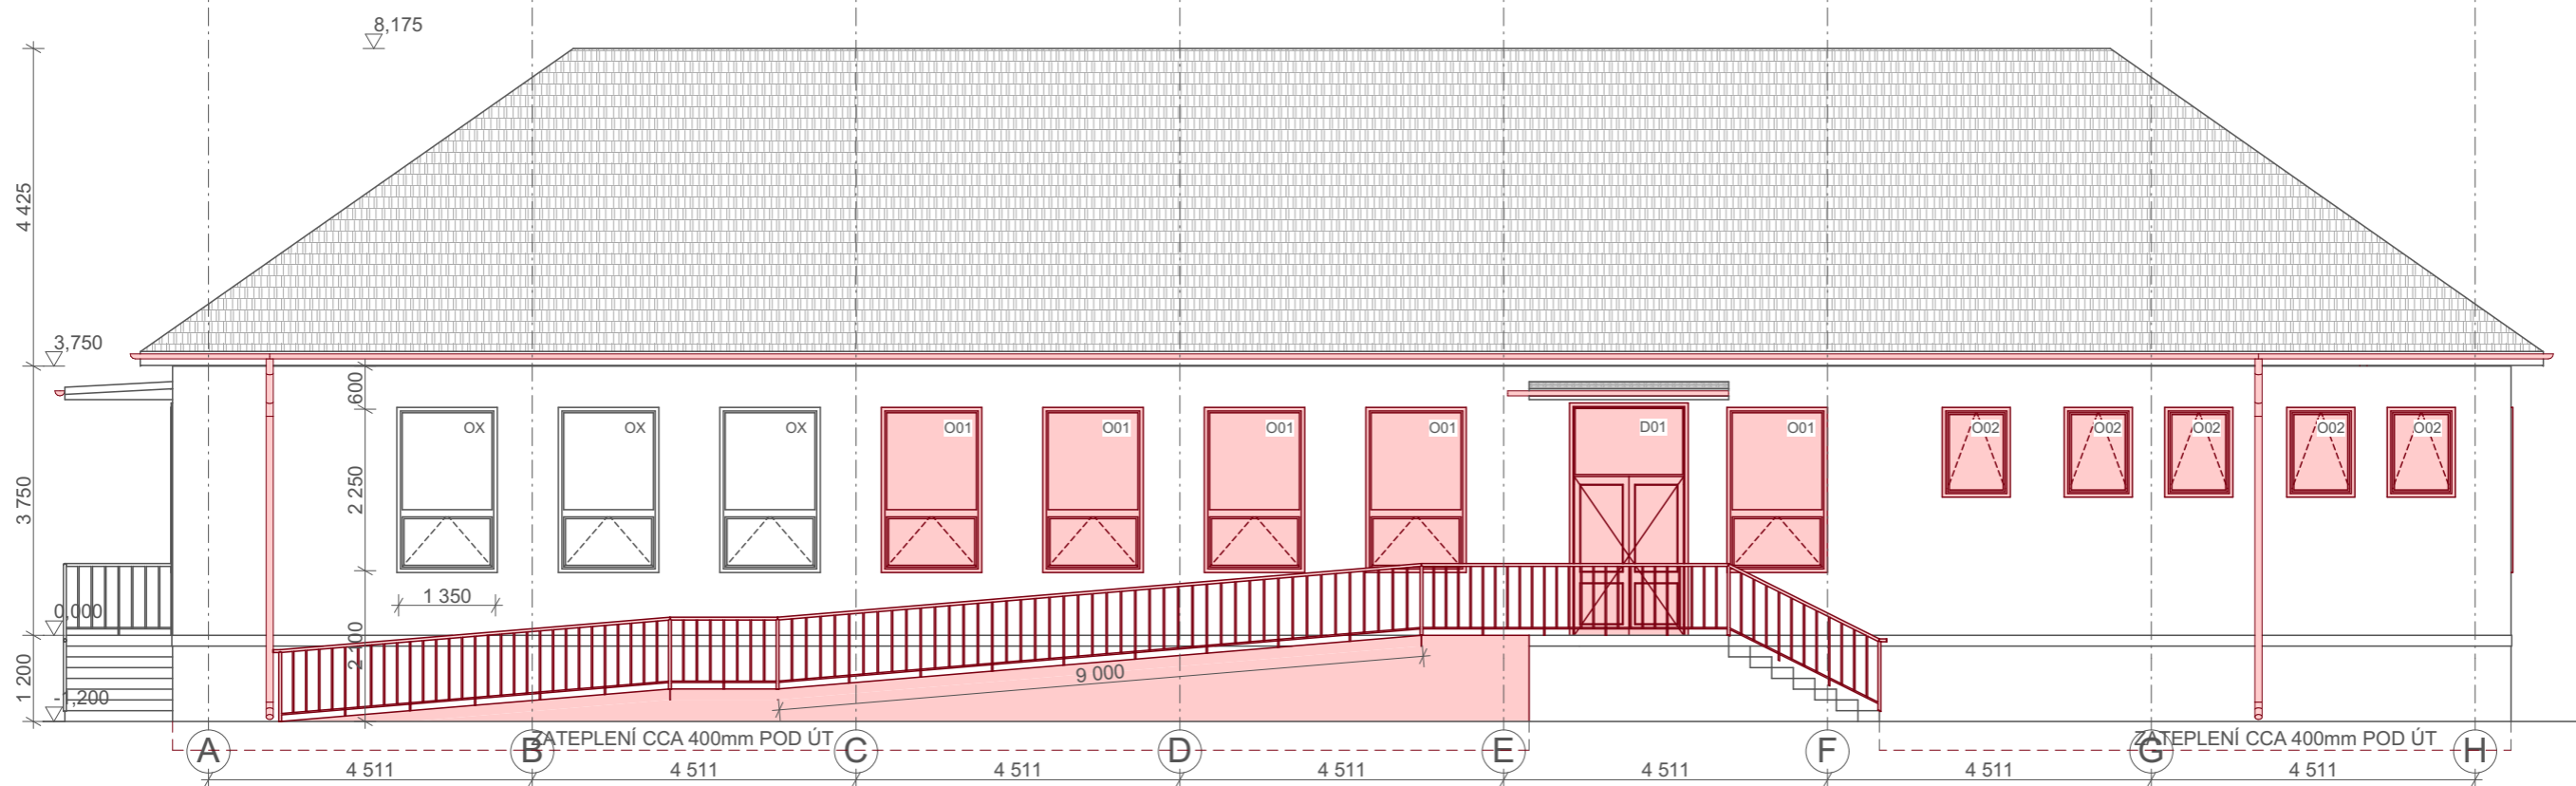 8,175
4 425
3,750
600
OX
OX
OX
O01
O01
O01
O01
D01
O01
O02
O02
O02
O02
O02
3 750
2 250
1 350
0,000
2 100
1 200
-1,200
9 000
ZATEPLENÍ CCA 400mm POD ÚT
ZATEPLENÍ CCA 400mm POD ÚT
A
B
C
D
E
F
G
H
4 511
4 511
4 511
4 511
4 511
4 511
4 511